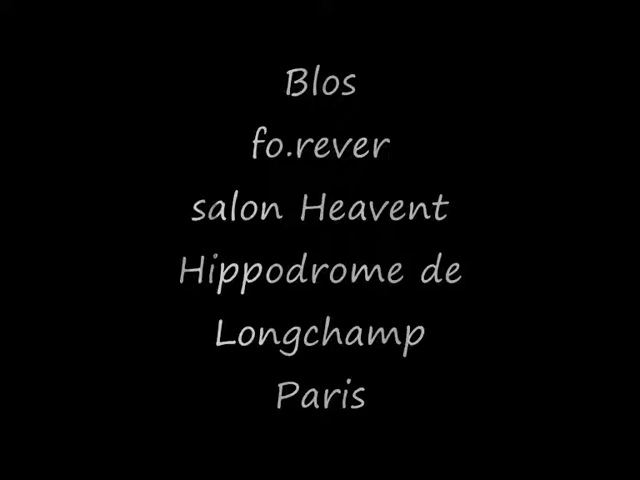 Blos
fo.rever
salon Heavent
Hippodrome de
Longchamp
Paris